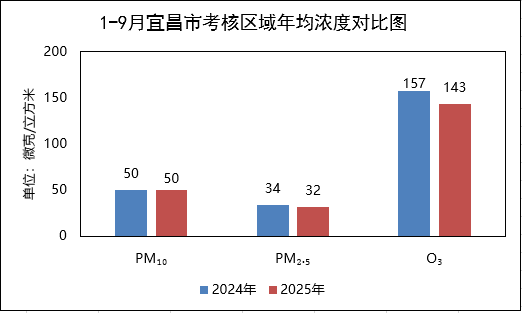 1-9月宜昌市考核区域年均浓度对比图
单位：微克/立方米
200
150
100
50
0
50 50
34 32
157 143
PM₁₀ PM₂.₅ O₃
2024年 2025年